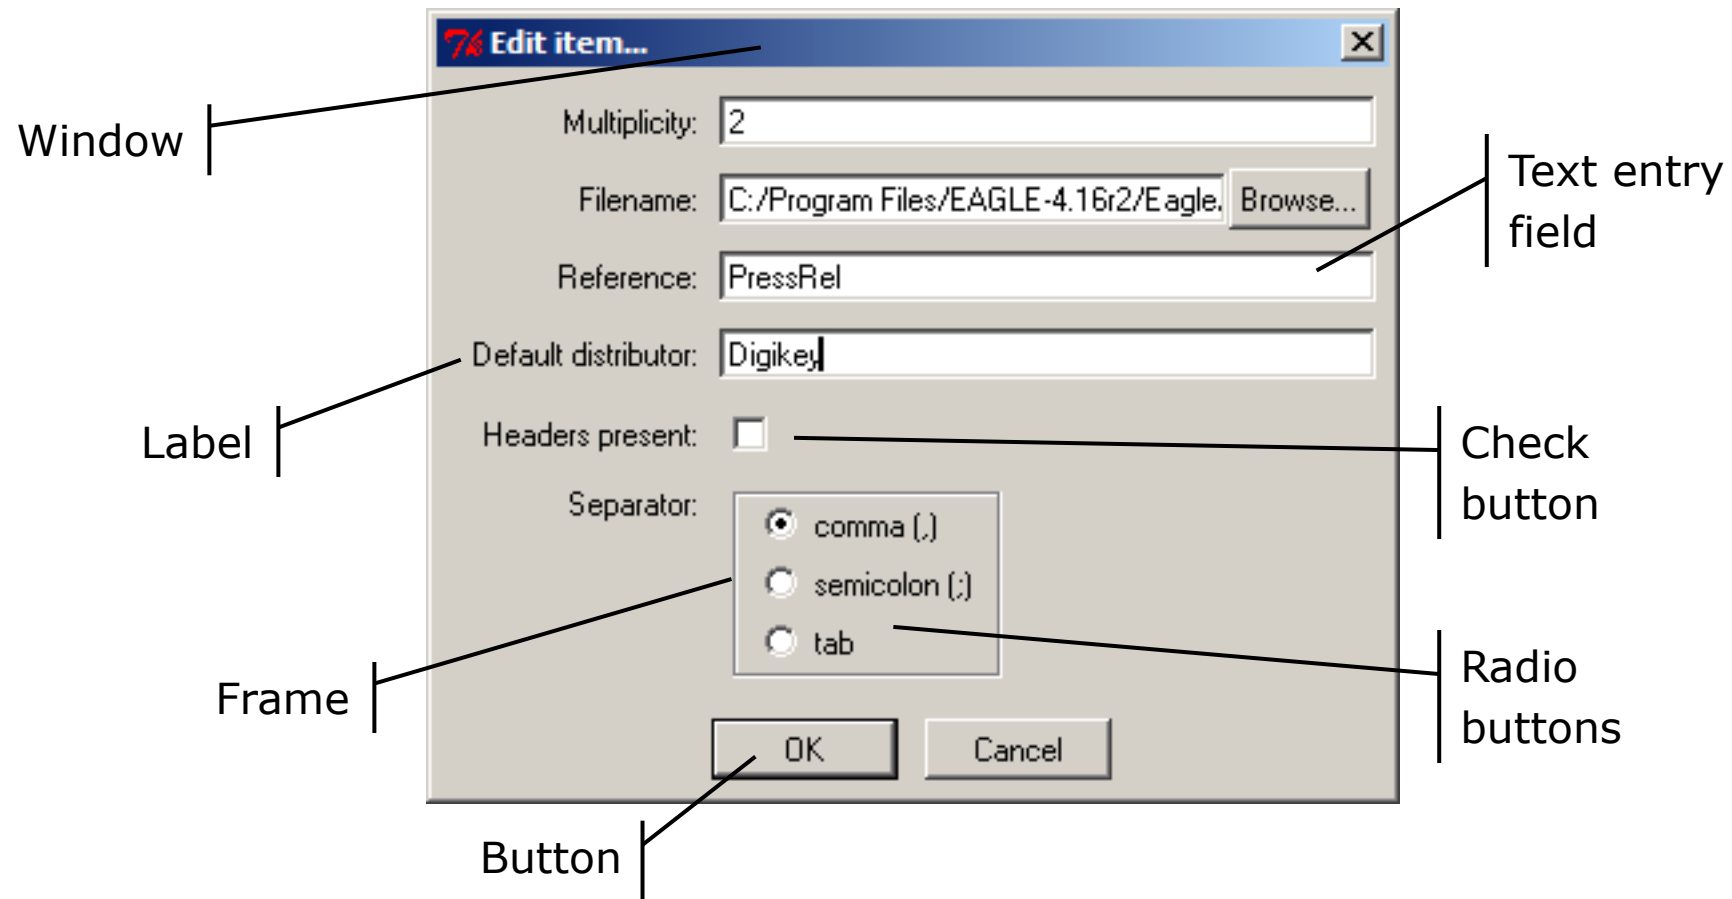 Edit item...
Window
Multiplicity: 2
Text entry
field
Filename: C:/Program Files/EAGLE-4.16r2/Eagle Browse...
Reference: PressRel
Default distributor: Digikey
Label
Headers present:
Check
button
Separator:
comma (,)
semicolon (;)
tab
Frame
Radio
buttons
OK Cancel
Button